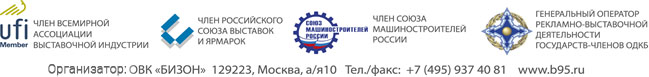 ufi
Member
ЧЛЕН ВСЕМИРНОЙ
АССОЦИАЦИИ
ВЫСТАВОЧНОЙ ИНДУСТРИИ
ЧЛЕН РОССИЙСКОГО
СОЮЗА ВЫСТАВОК
И ЯРМАРОК
СОЮЗ
МАШИНОСТРОИТЕЛЕЙ
РОССИИ
ЧЛЕН СОЮЗА
МАШИНОСТРОИТЕЛЕЙ
РОССИИ
ГЕНЕРАЛЬНЫЙ ОПЕРАТОР
РЕКЛАМНО-ВЫСТАВОЧНОЙ
ДЕЯТЕЛЬНОСТИ
ГОСУДАРСТВ-ЧЛЕНОВ ОДКБ
Организатор: ОВК «БИЗОН» 129223, Москва, а/я10 Тел./факс: +7 (495) 937 40 81 www.b95.ru